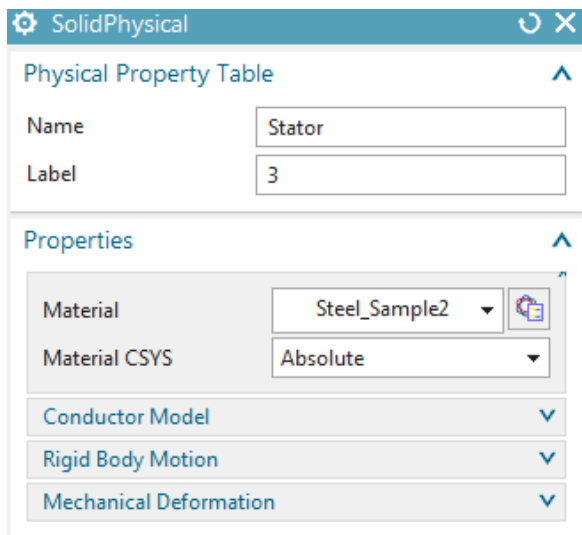 SolidPhysical
Physical Property Table
Name Stator
Label 3
Properties
Material Steel_Sample2
Material CSYS Absolute
Conductor Model
Rigid Body Motion
Mechanical Deformation